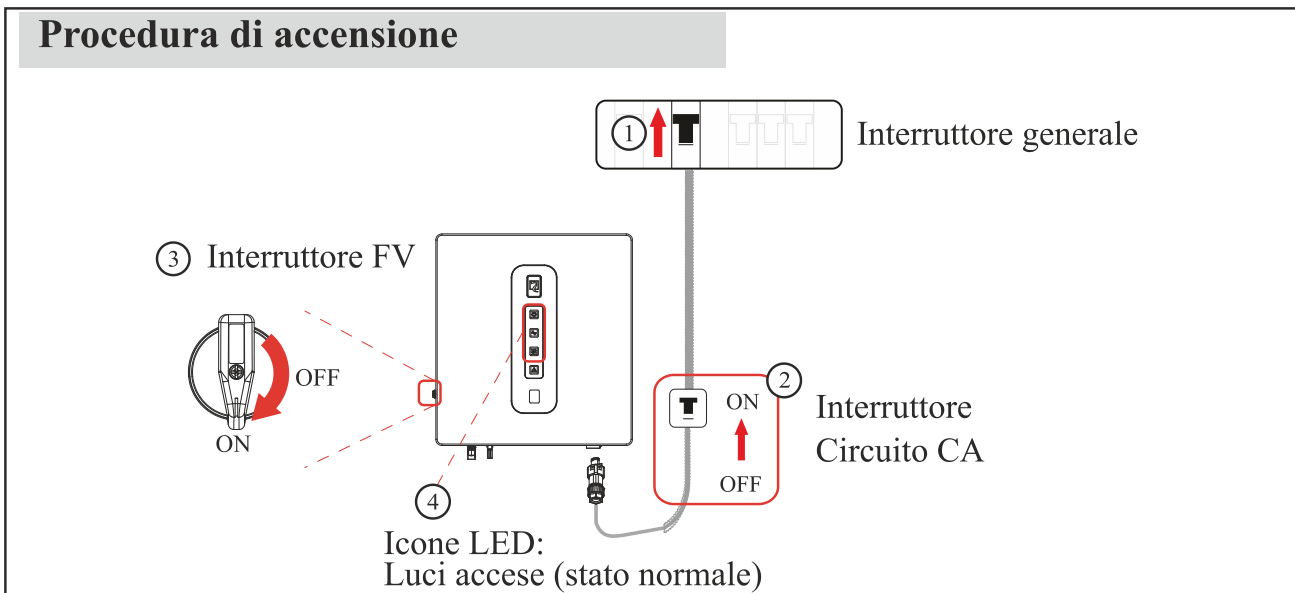 Procedura di accensione
1
Interruttore generale
3 Interruttore FV
OFF
ON
2
ON
OFF
Interruttore
Circuito CA
4
Icone LED:
Luci accese (stato normale)